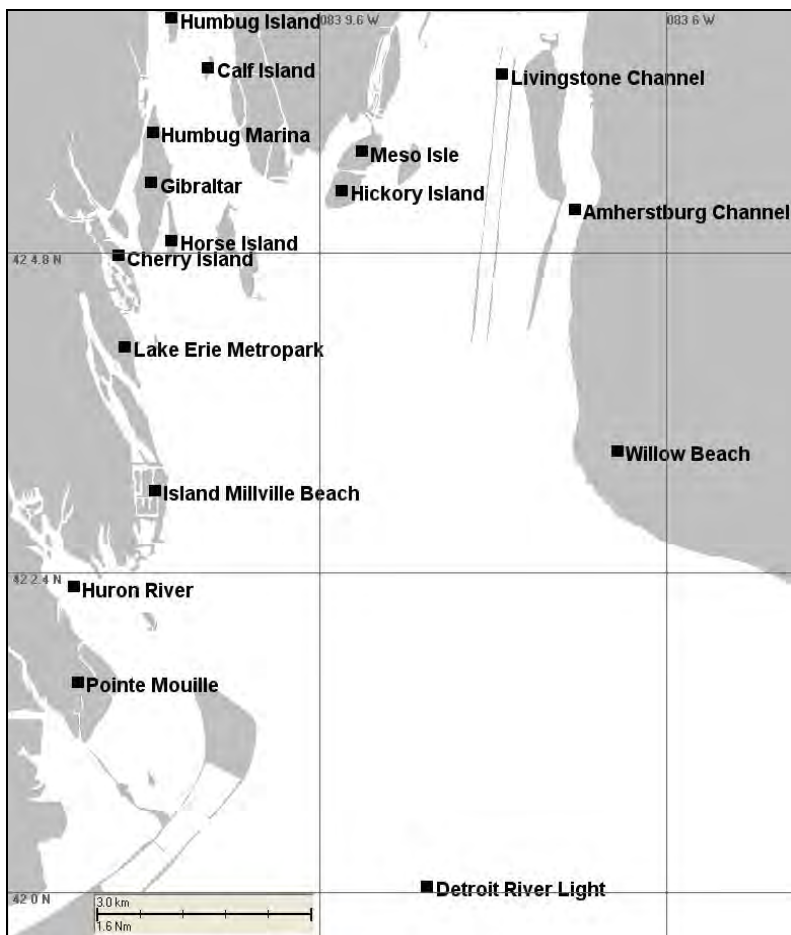 Humbug Island
083 9.6 W
083 6 W
Calf Island
Livingstone Channel
Humbug Marina
Meso Isle
Gibraltar
Hickory Island
Amherstburg Channel
Horse Island
42 4.8 N
Cherry Island
Lake Erie Metropark
Willow Beach
Island Millville Beach
42 2.4 N
Huron River
Pointe Mouille
Detroit River Light
42 0 N
3.0 km
1.6 Nm